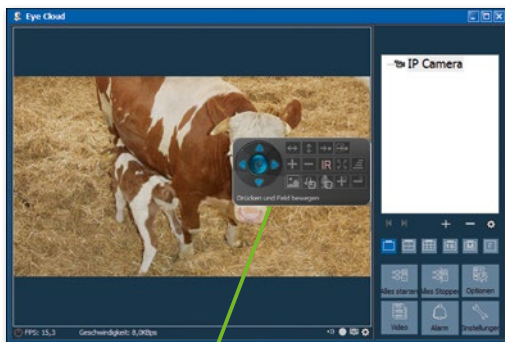 Eye Cloud
IP Camera
IR
Drücken und Feld bewegen
Alles starten
Alles Stoppen
Optionen
Video
Alarm
Einstellungen
FPS: 15,3
Geschwindigkeit: 8,0KBps